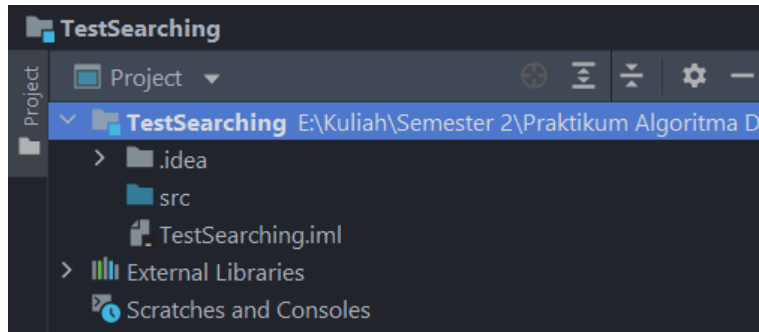 TestSearching
Project
Project
TestSearching E:\Kuliah\Semester 2\Praktikum Algoritma D
.idea
src
TestSearching.iml
External Libraries
Scratches and Consoles